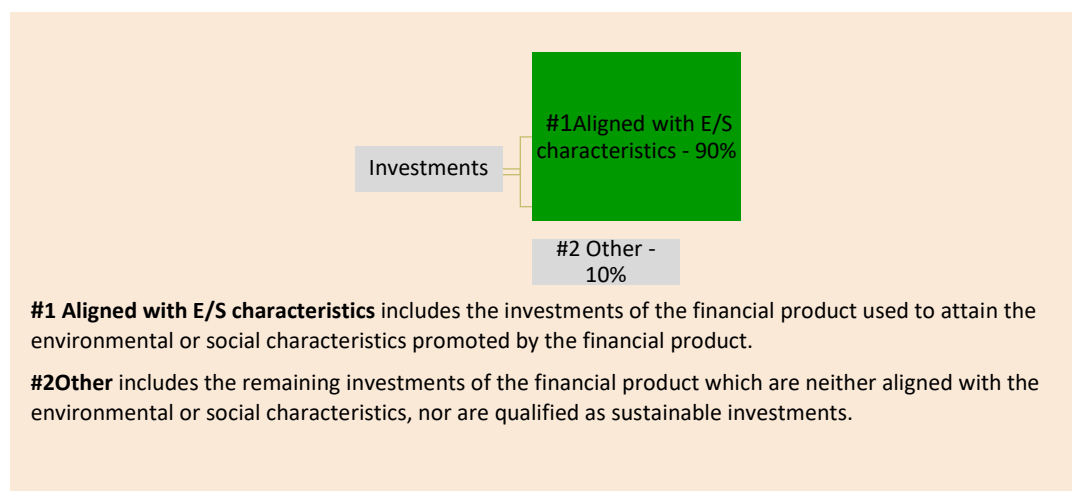 #1Aligned with E/S
characteristics - 90%
Investments
#2 Other -
10%
#1 Aligned with E/S characteristics includes the investments of the financial product used to attain the
environmental or social characteristics promoted by the financial product.
#2Other includes the remaining investments of the financial product which are neither aligned with the
environmental or social characteristics, nor are qualified as sustainable investments.